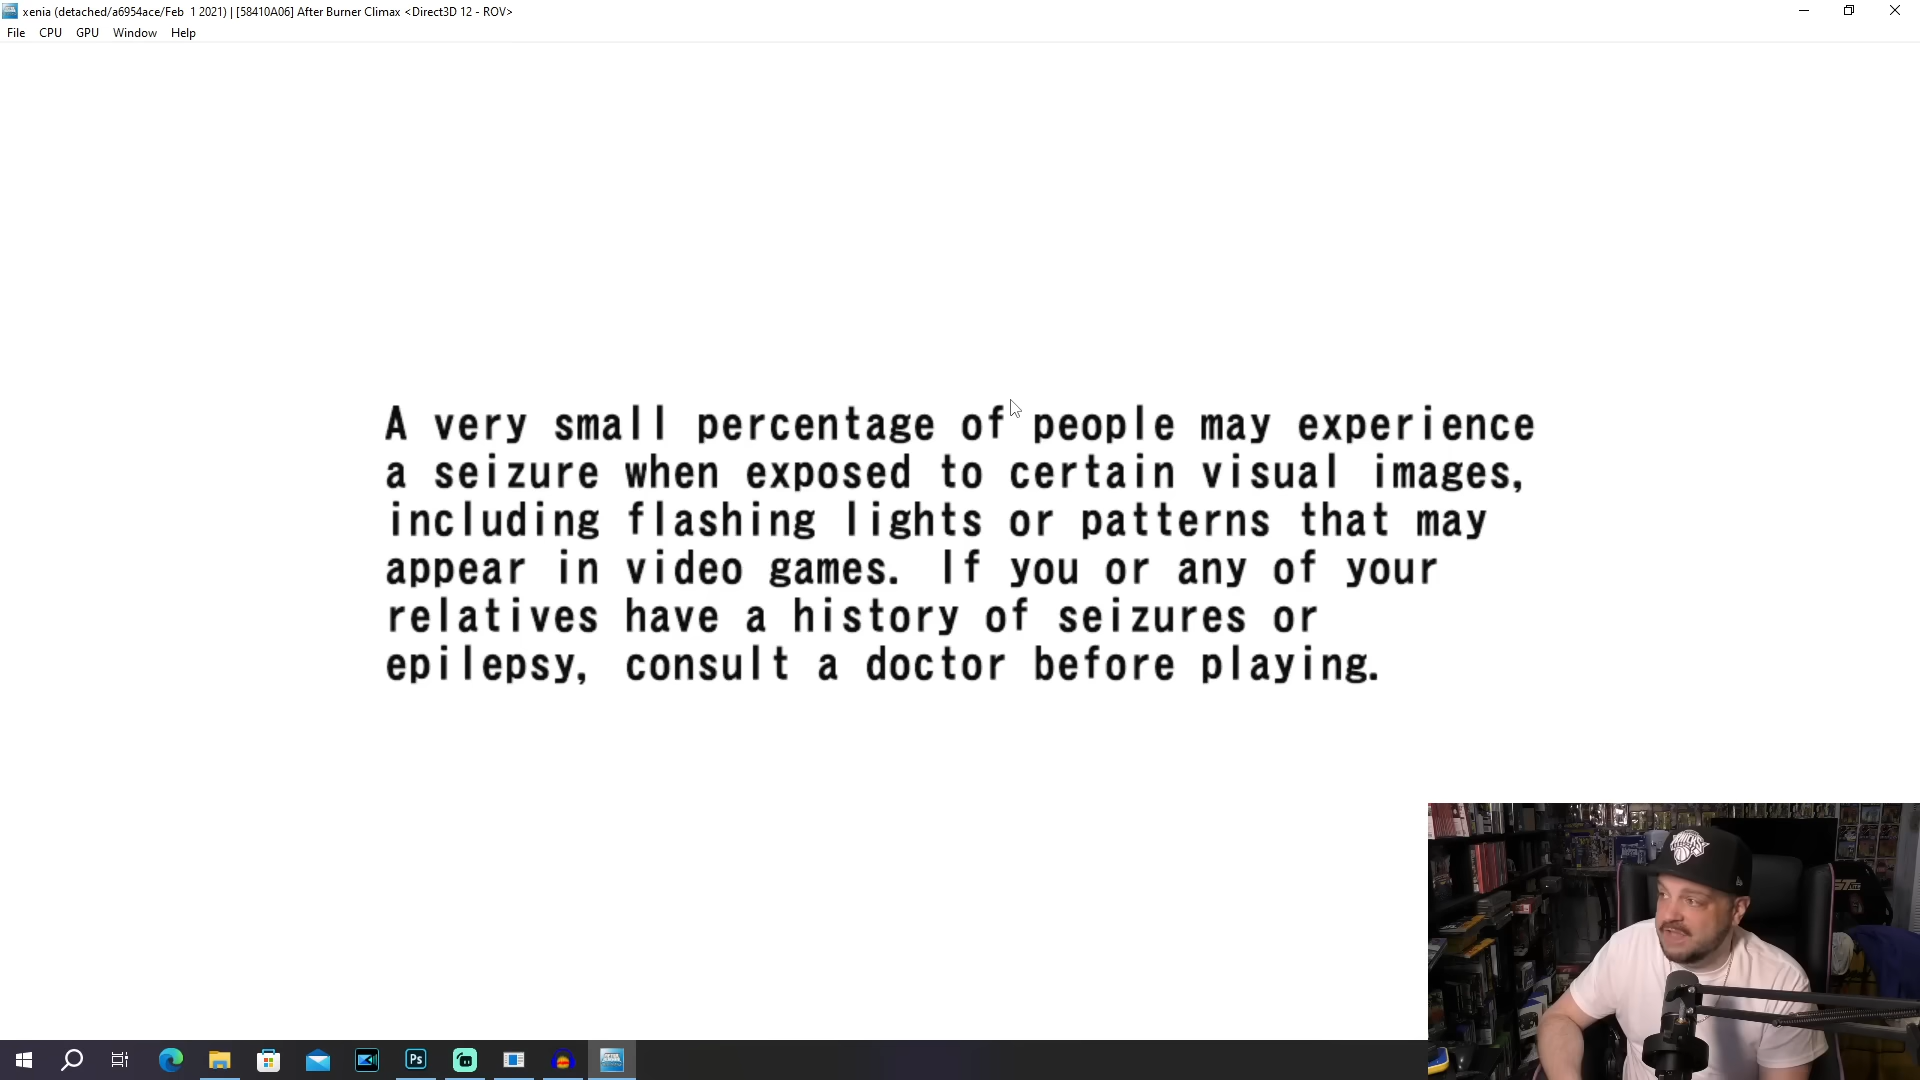 xenia (detached/a6954ace/Feb  1 2021) | [58410A06] After Burner Climax <Direct3D 12 - ROV>
File CPU GPU Window Help
A very small percentage of people may experience
a seizure when exposed to certain visual images,
including flashing lights or patterns that may
appear in video games.  If you or any of your
relatives have a history of seizures or
epilepsy, consult a doctor before playing.
KNICKS
Ps